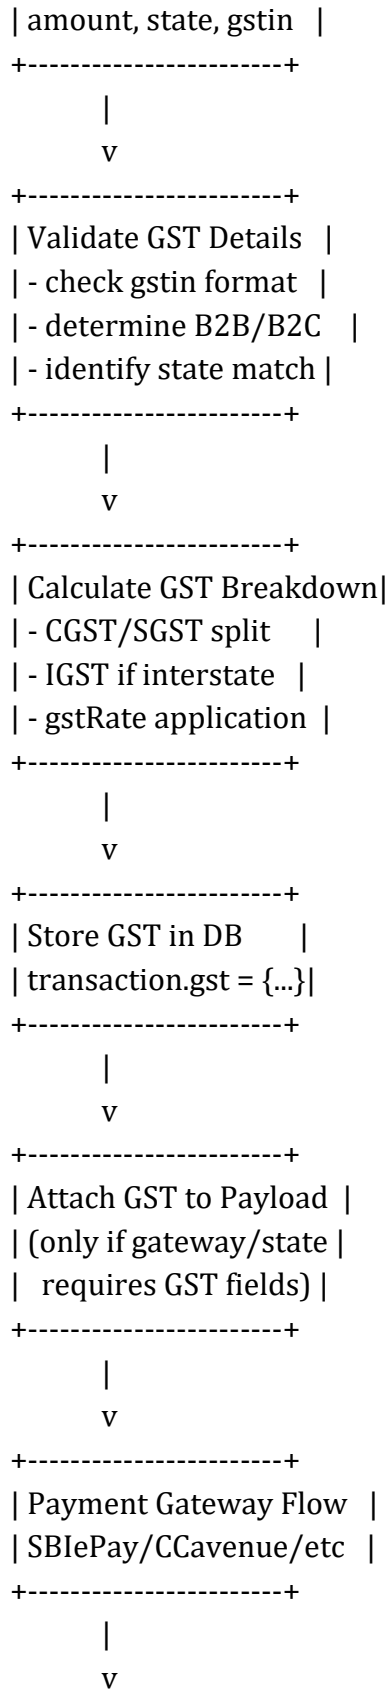 | amount, state, gstin   |
+------------------------+
|
v
+------------------------+
| Validate GST Details   |
| - check gstin format   |
| - determine B2B/B2C    |
| - identify state match |
+------------------------+
|
v
+------------------------+
| Calculate GST Breakdown|
| - CGST/SGST split      |
| - IGST if interstate   |
| - gstRate application  |
+------------------------+
|
v
+------------------------+
| Store GST in DB        |
| transaction.gst = {...}|
+------------------------+
|
v
+------------------------+
| Attach GST to Payload  |
| (only if gateway/state |
|   requires GST fields) |
+------------------------+
|
v
+------------------------+
| Payment Gateway Flow   |
| SBIePay/CCavenue/etc   |
+------------------------+
|
v